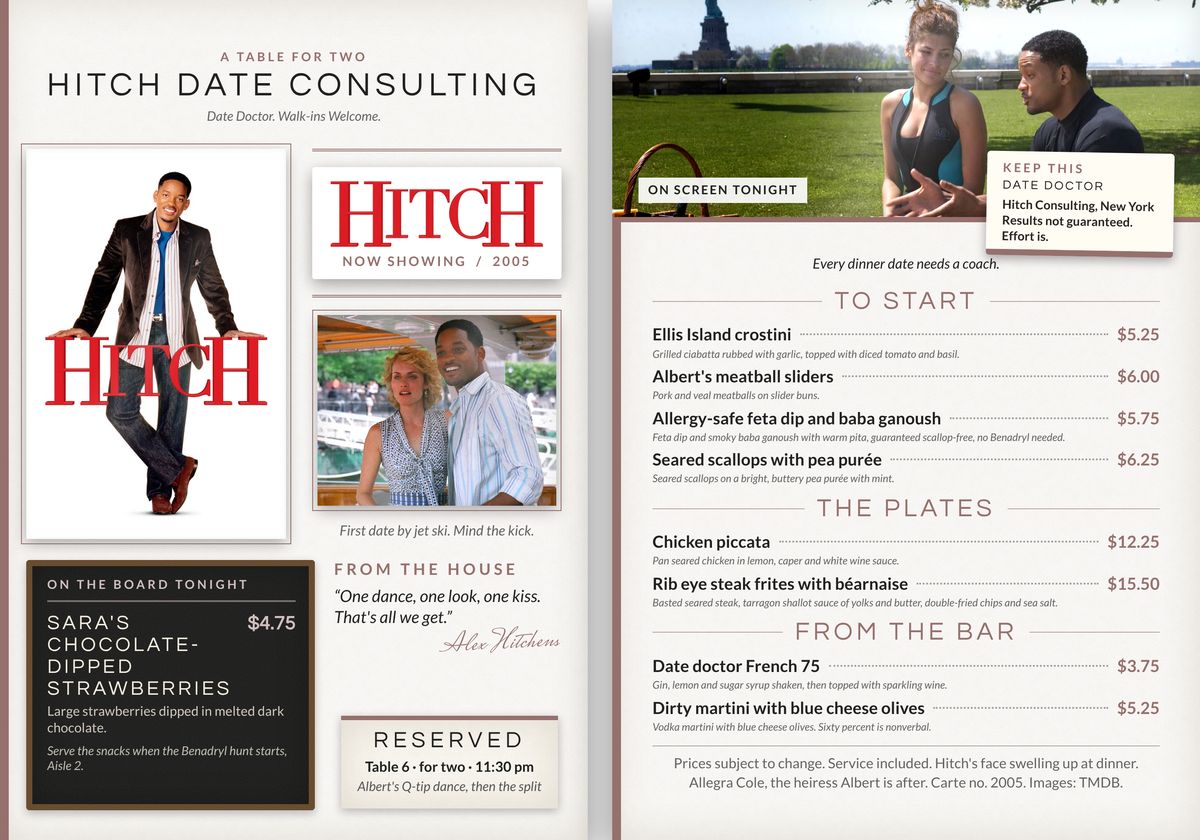 A TABLE FOR TWO
HITCH DATE CONSULTING
Date Doctor. Walk-ins Welcome.
HITCH
HITCH
NOW SHOWING / 2005
First date by jet ski. Mind the kick.
ON THE BOARD TONIGHT
SARA'S $4.75
CHOCOLATE-
DIPPED
STRAWBERRIES
Large strawberries dipped in melted dark
chocolate.
Serve the snacks when the Benadryl hunt starts,
Aisle 2.
FROM THE HOUSE
“One dance, one look, one kiss.
That's all we get.”
Alex Hitchens
RESERVED
Table 6 · for two · 11:30 pm
Albert's Q-tip dance, then the split
ON SCREEN TONIGHT
KEEP THIS
DATE DOCTOR
Hitch Consulting, New York
Results not guaranteed.
Effort is.
Every dinner date needs a coach.
TO START
Ellis Island crostini $5.25
Grilled ciabatta rubbed with garlic, topped with diced tomato and basil.
Albert's meatball sliders $6.00
Pork and veal meatballs on slider buns.
Allergy-safe feta dip and baba ganoush $5.75
Feta dip and smoky baba ganoush with warm pita, guaranteed scallop-free, no Benadryl needed.
Seared scallops with pea purée $6.25
Seared scallops on a bright, buttery pea purée with mint.
THE PLATES
Chicken piccata $12.25
Pan seared chicken in lemon, caper and white wine sauce.
Rib eye steak frites with béarnaise $15.50
Basted seared steak, tarragon shallot sauce of yolks and butter, double-fried chips and sea salt.
FROM THE BAR
Date doctor French 75 $3.75
Gin, lemon and sugar syrup shaken, then topped with sparkling wine.
Dirty martini with blue cheese olives $5.25
Vodka martini with blue cheese olives. Sixty percent is nonverbal.
Prices subject to change. Service included. Hitch's face swelling up at dinner.
Allegra Cole, the heiress Albert is after. Carte no. 2005. Images: TMDB.